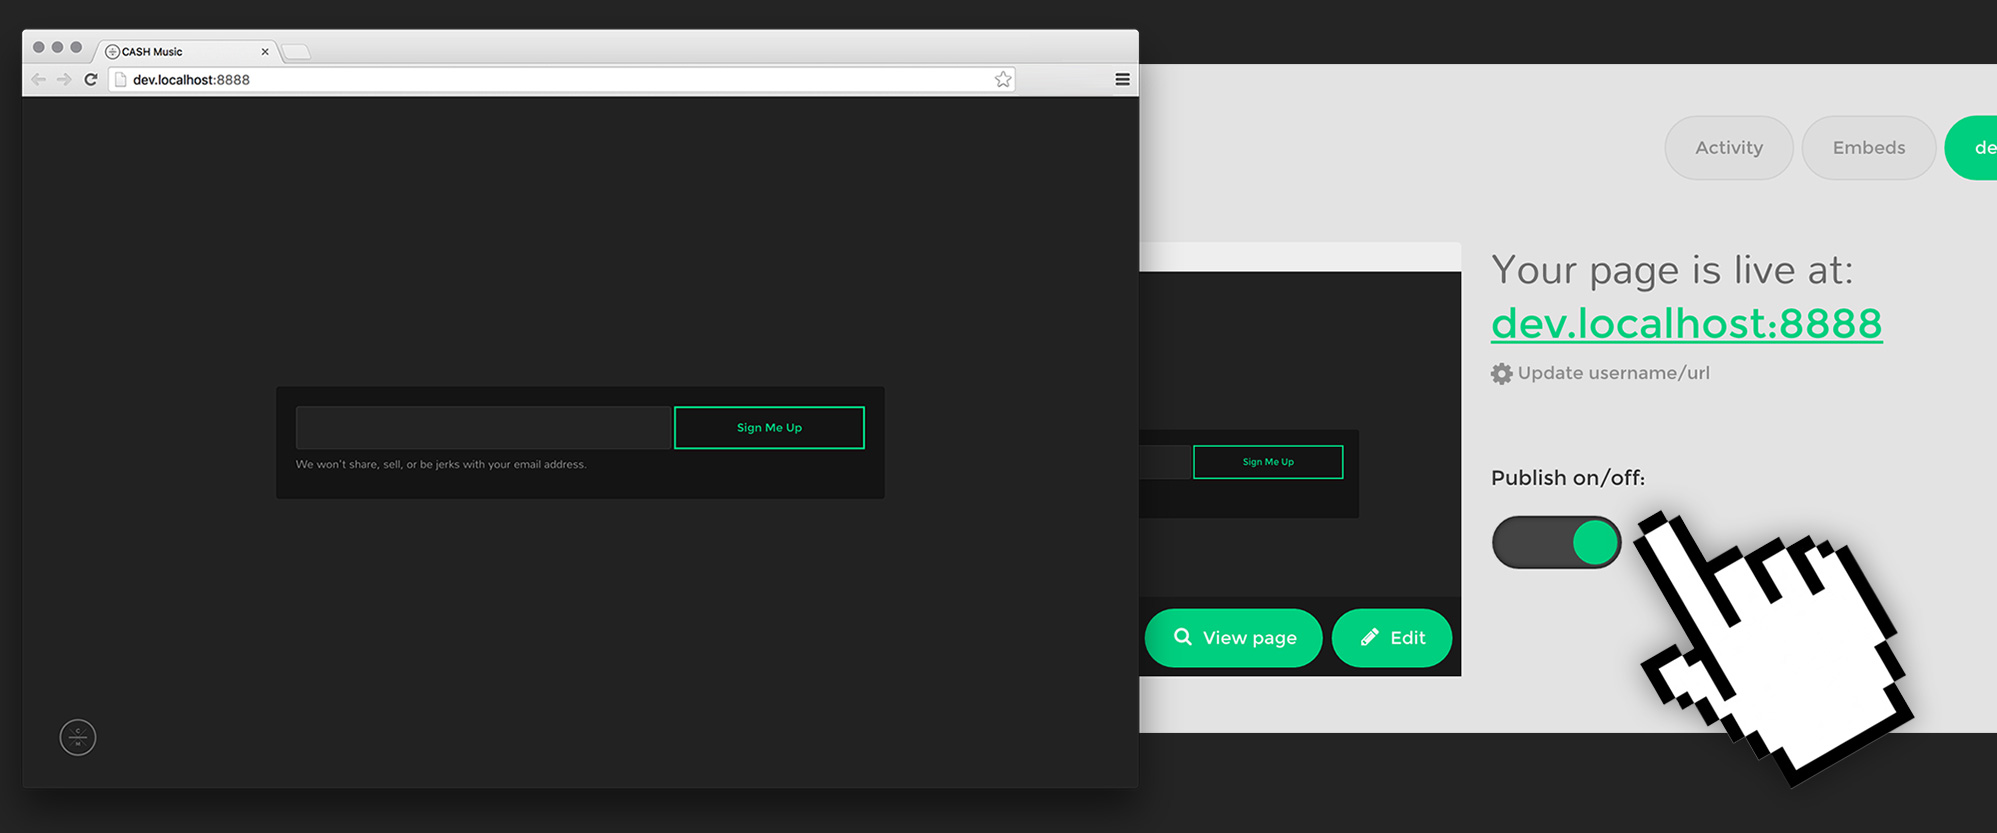 CASH Music
dev.localhost:8888
Sign Me Up
We won't share, sell, or be jerks with your email address.
C
M
Activity
Embeds
de
Your page is live at:
dev.localhost:8888
Update username/url
Publish on/off:
Sign Me Up
View page
Edit